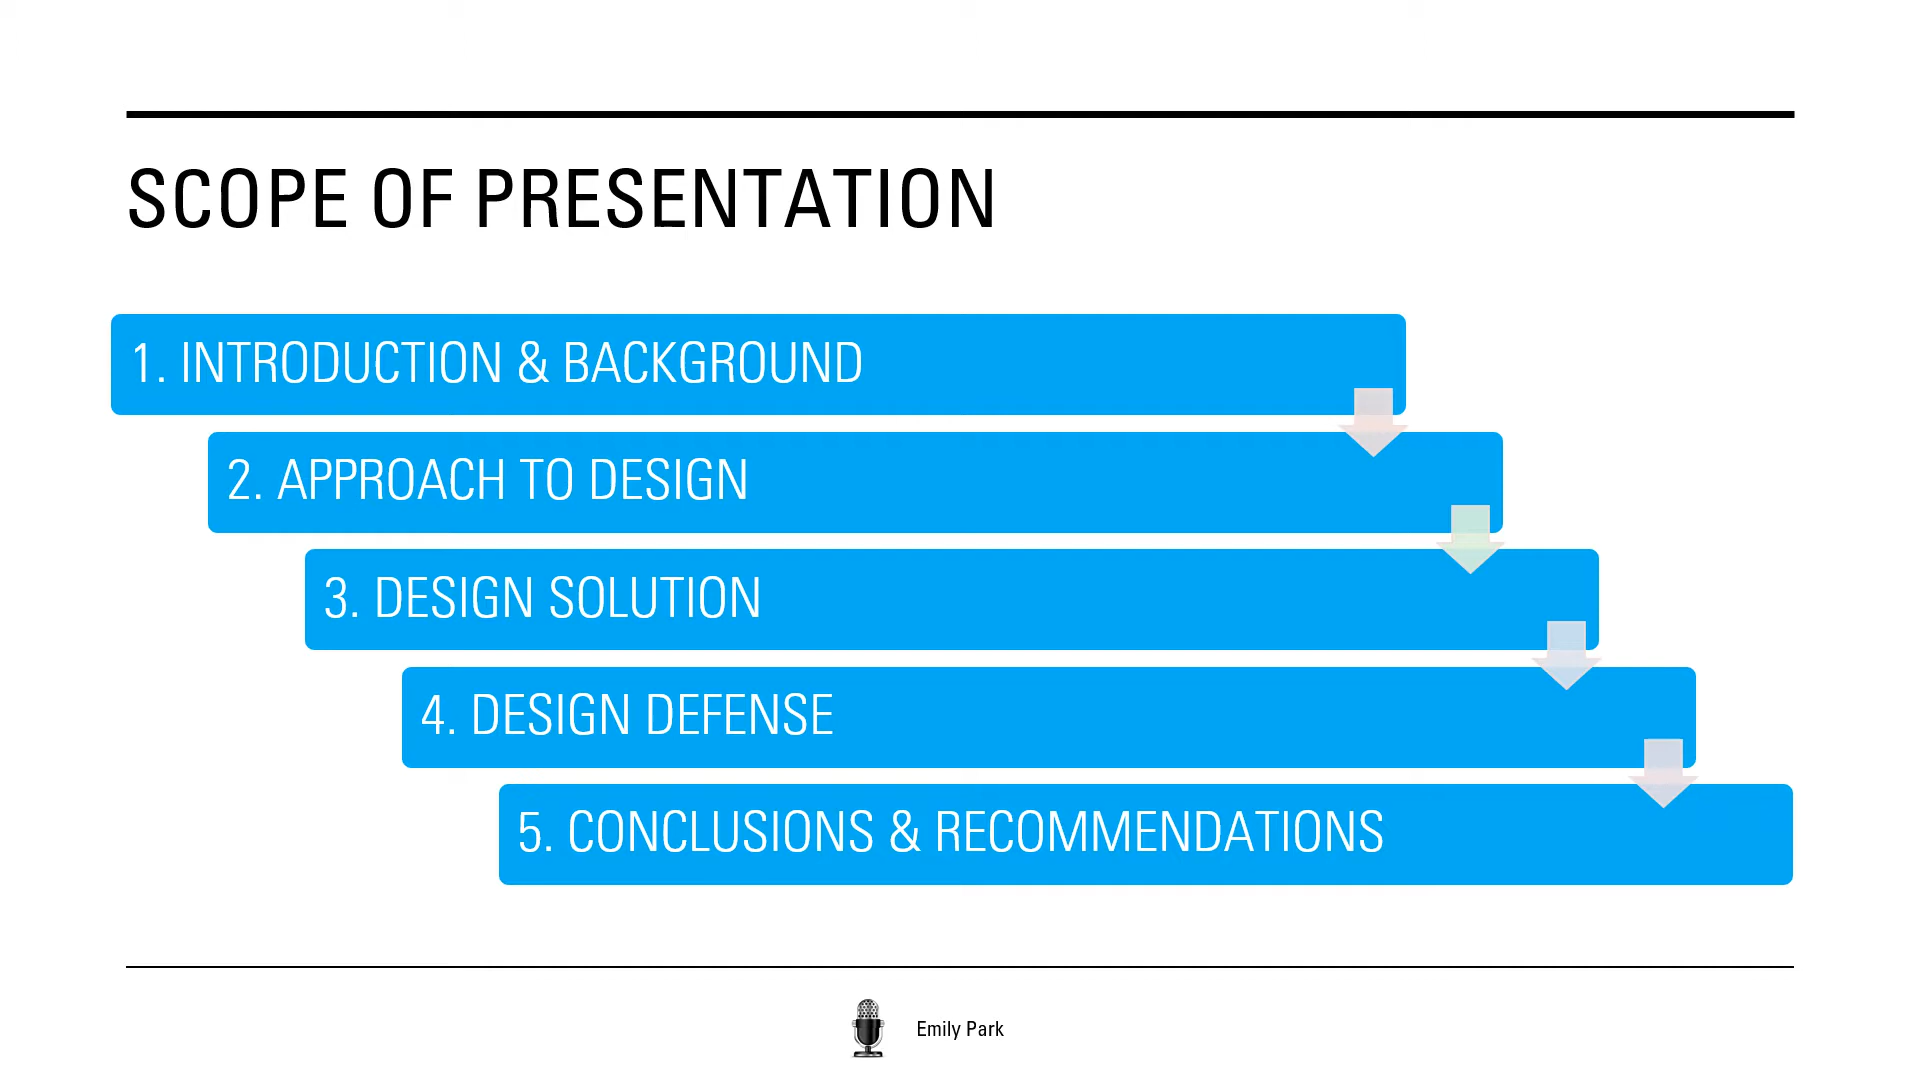 SCOPE OF PRESENTATION
1. INTRODUCTION & BACKGROUND
2. APPROACH TO DESIGN
3. DESIGN SOLUTION
4. DESIGN DEFENSE
5. CONCLUSIONS & RECOMMENDATIONS
Emily Park